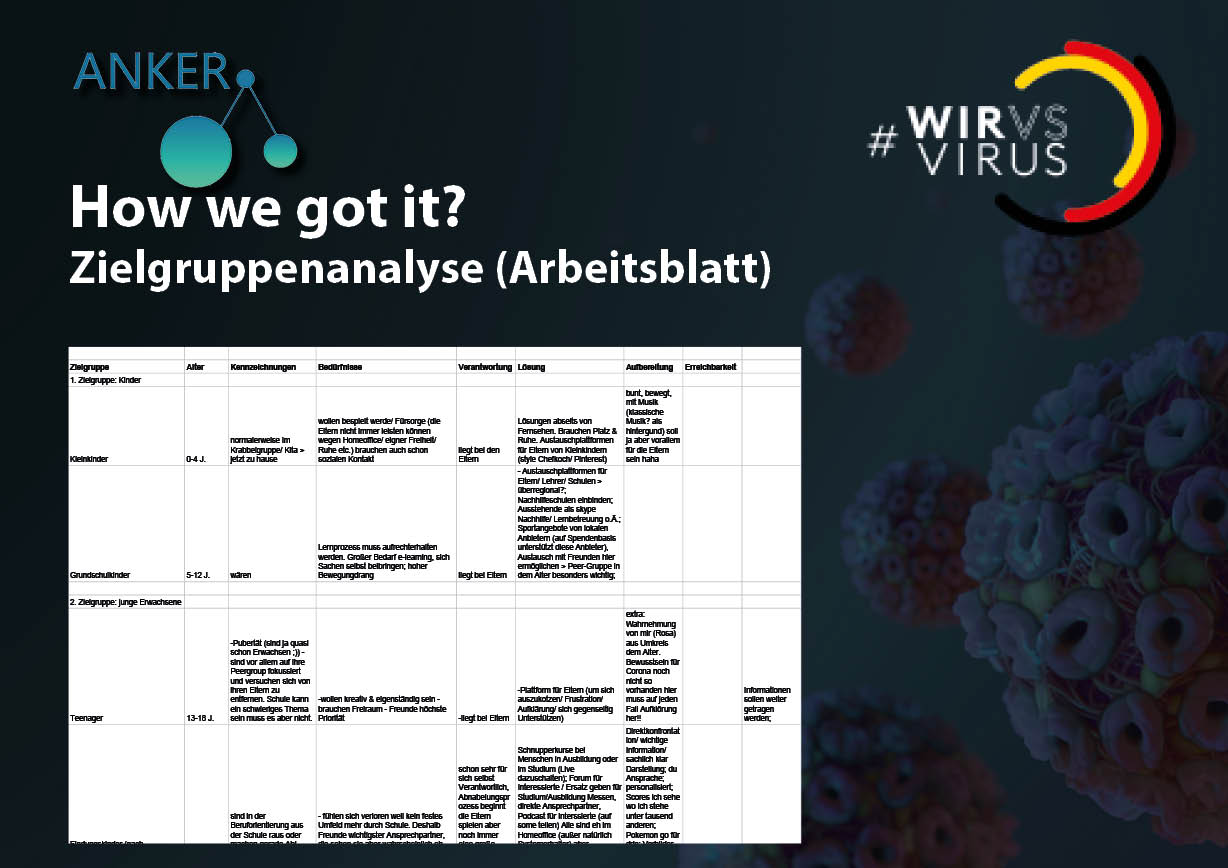 ANKER
# WIRVS
VIRUS
How we got it?
Zielgruppenanalyse (Arbeitsblatt)
Zielgruppe Alter Kennzeichnungen Bedürfnisse Verantwortung Lösung Aufbereitung Erreichbarkeit
1. Zielgruppe: Kinder
Kleinkinder
0-4 J.
normalerweise im
Krabbelgruppe/ Kita >
jetzt zu hause
wollen bespielt werde/ Fürsorge (die
Eltern nicht immer leisten können
wegen Homeoffice/ eigner Freiheit/
Ruhe etc.) brauchen auch schon
sozialen Kontakt
liegt bei den
Eltern
Lösungen abseits von
Fernsehen. Brauchen Platz &
Ruhe. Austauschplattformen
für Eltern von Kleinkindern
(style Chefkoch/ Pinterest)
bunt, bewegt,
mit Musik
(klassische
Musik? als
hintergund) soll
ja aber vorallem
für die Eltern
sein haha
Grundschulkinder
5-12 J.
wären
Lernprozess muss aufrechterhalten
werden. Großer Bedarf e-learning, sich
Sachen selbst beibringen; hoher
Bewegungdrang
liegt bei Eltern
- Austauschplattformen für
Eltern/ Lehrer/ Schulen >
überregional?;
Nachhilfeschulen einbinden;
Ausstehende als skype
Nachhilfe/ Lernbetreuung o.Ä.;
Sportangebote von lokalen
Anbietern (auf Spendenbasis
unterstützt diese Anbieter),
Austausch mit Freunden hier
ermöglichen > Peer-Gruppe in
dem Alter besonders wichtig;
2. Zielgruppe: junge Erwachsene
Teenager
13-18 J.
-Pubertät (sind ja quasi
schon Erwachsen ;)) -
sind vor allem auf ihre
Peergroup fokussiert
und versuchen sich von
ihren Eltern zu
entfernen. Schule kann
ein schwieriges Thema
sein muss es aber nicht.
-wollen kreativ & eigenständig sein -
brauchen Freiraum - Freunde höchste
Priorität
-liegt bei Eltern
-Plattform für Eltern (um sich
auszukotzen/ Frustration/
Aufklärung/ sich gegenseitig
Unterstützen)
extra:
Wahrnehmung
von mir (Rosa)
aus Umkreis
dem Alter.
Bewusstsein für
Corona noch
nicht so
vorhanden hier
muss auf jeden
Fall Aufklörung
her!!
Informationen
sollen weiter
getragen
werden;
sind in der
Beruforientierung aus
der Schule raus oder
- fühlen sich verloren weil kein festes
Umfeld mehr durch Schule. Deshalb
Freunde wichtigster Ansprechpartner,
schon sehr für
sich selbst
Verantworlich,
Abnabelungspr
ozess beginnt
die Eltern
spielen aber
noch immer
Schnupperkurse bei
Menschen in Ausbildung oder
im Studium (Live
dazuschalten); Forum für
Interessierte / Ersatz geben für
Studium/Ausbildung Messen,
direkte Ansprechpartner,
Podcast für Interssierte (auf
some teilen) Alle sind eh im
Homeoffice (außer natürlich
Direktkonfrontat
ion/ wichtige
Information/
sachlich klar
Darstellung; du
Ansprache;
personalisiert;
Scores ich sehe
wo ich stehe
unter tausend
anderen;
Pokemon go für